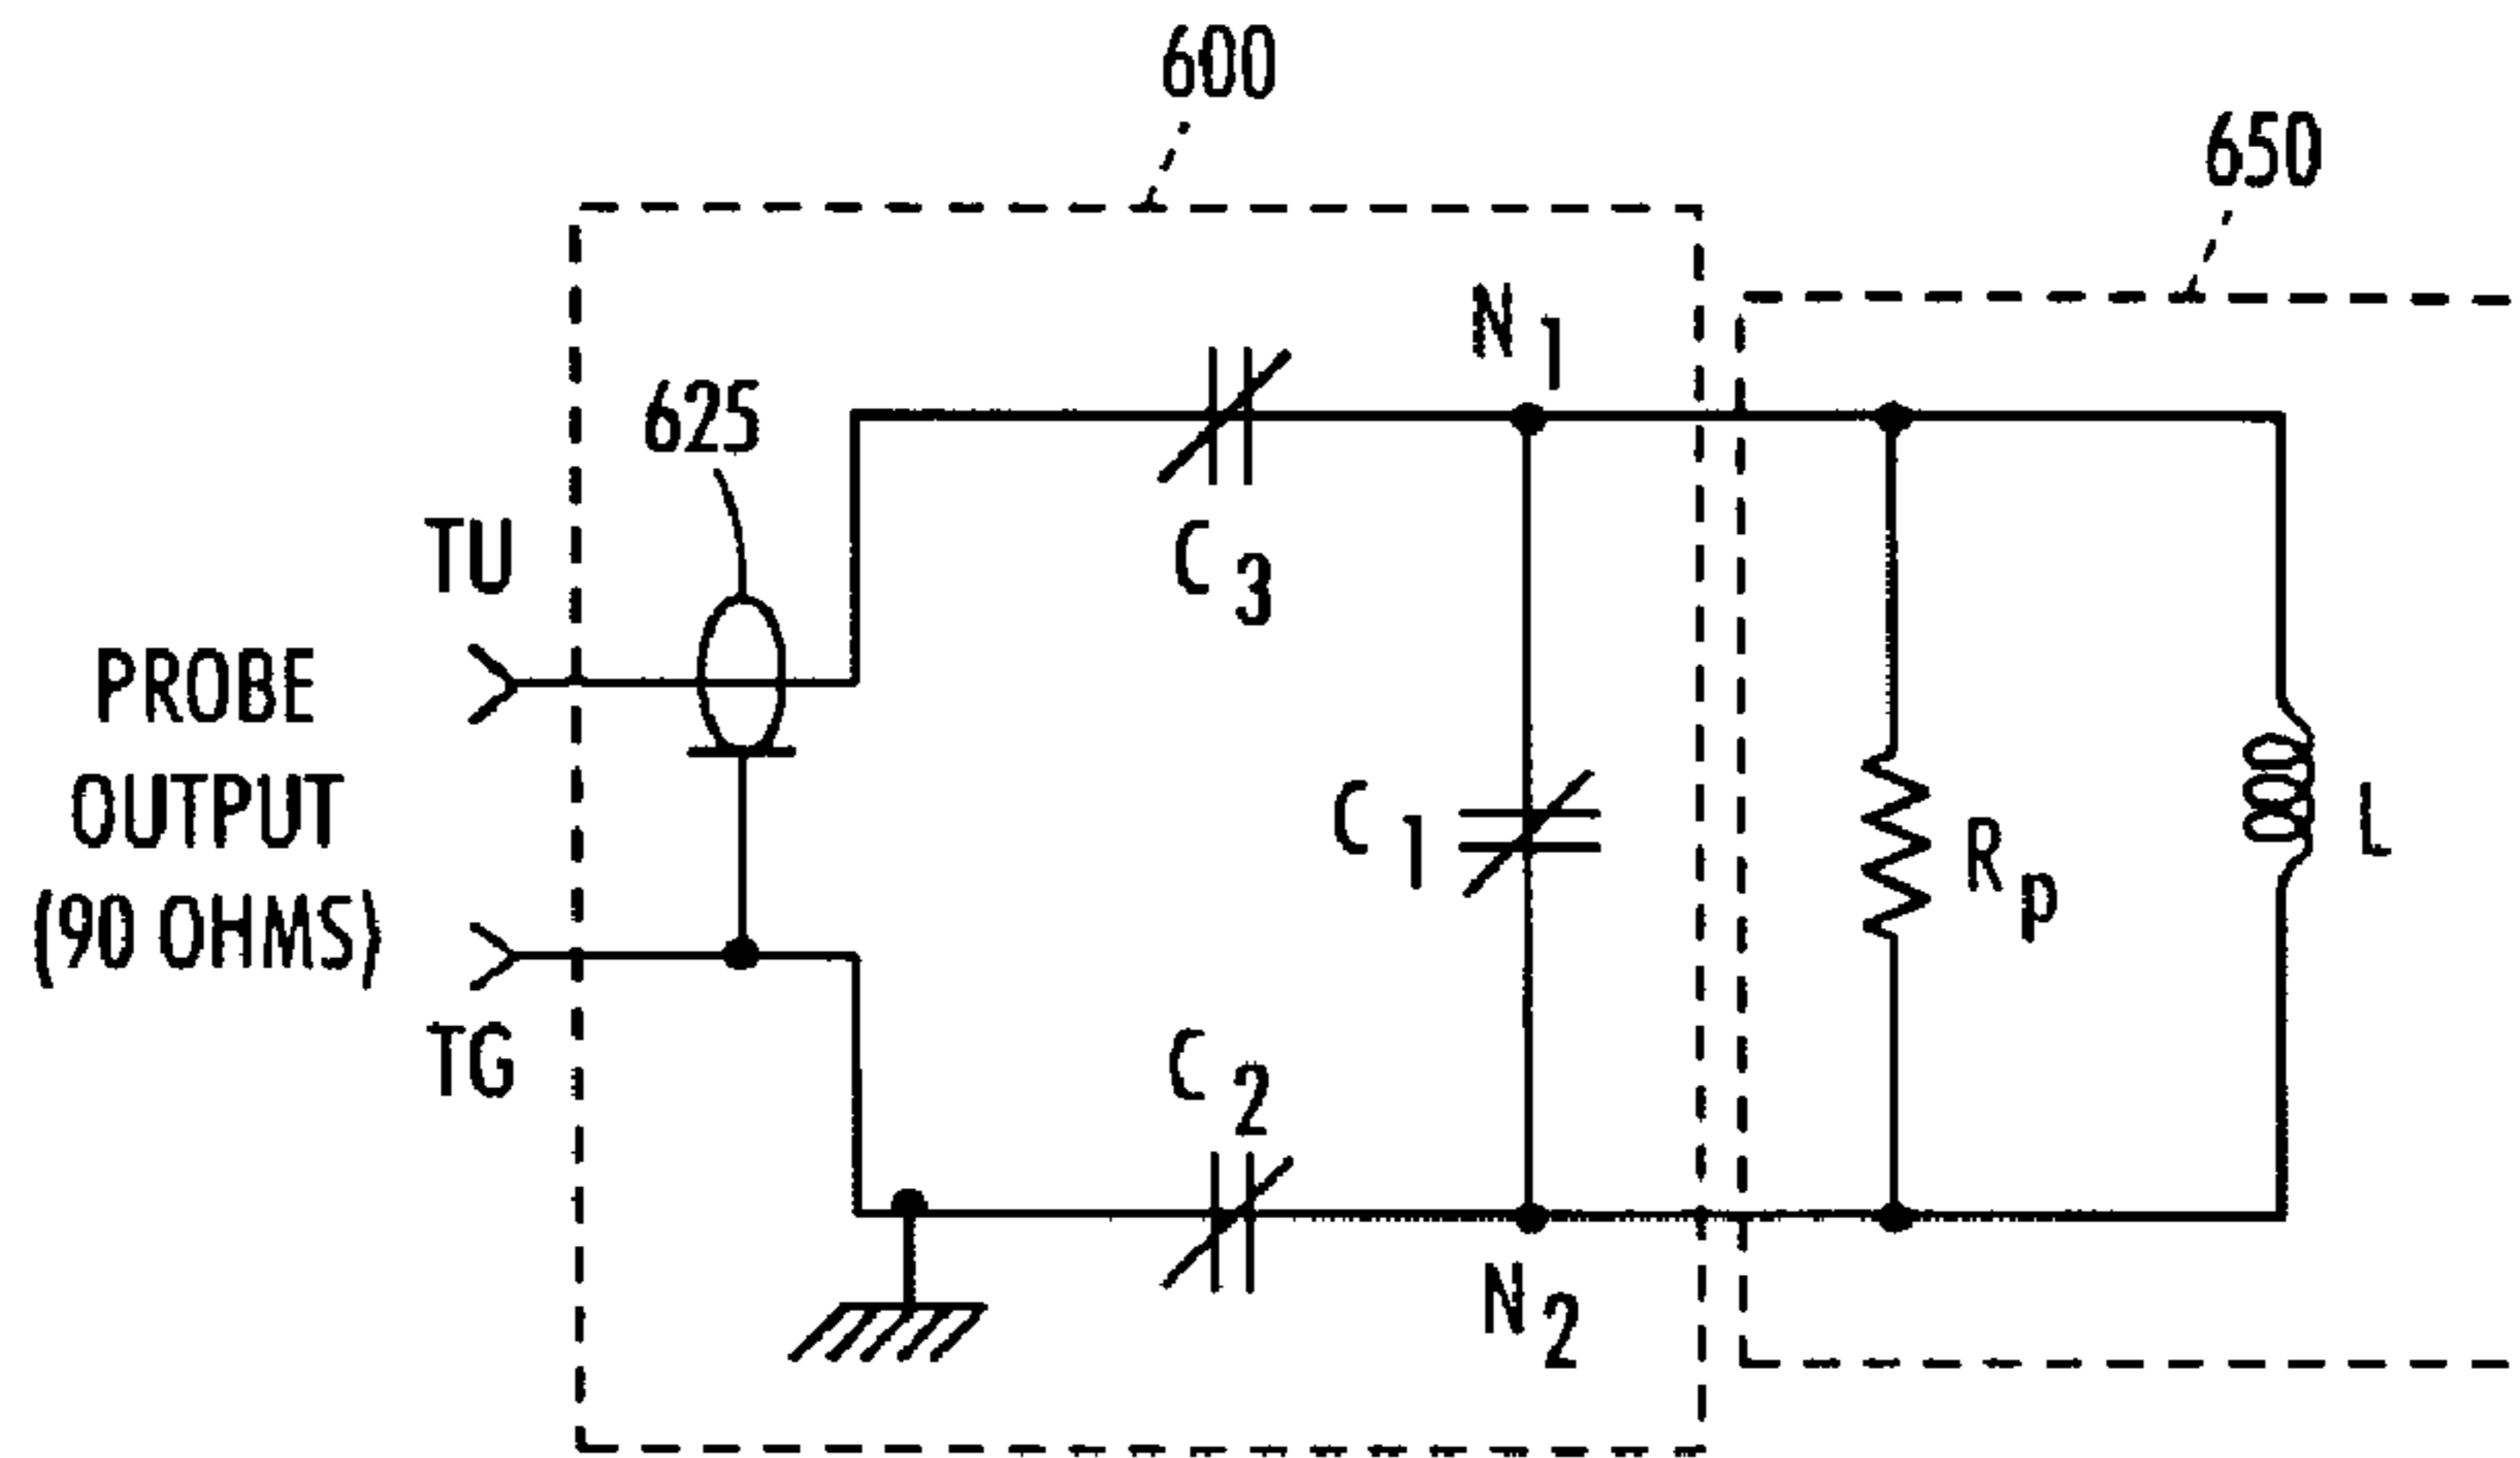 600
650
N1
625
C3
TU
PROBE
OUTPUT
(90 OHMS)
C1
Rp
L
TG
C2
N2